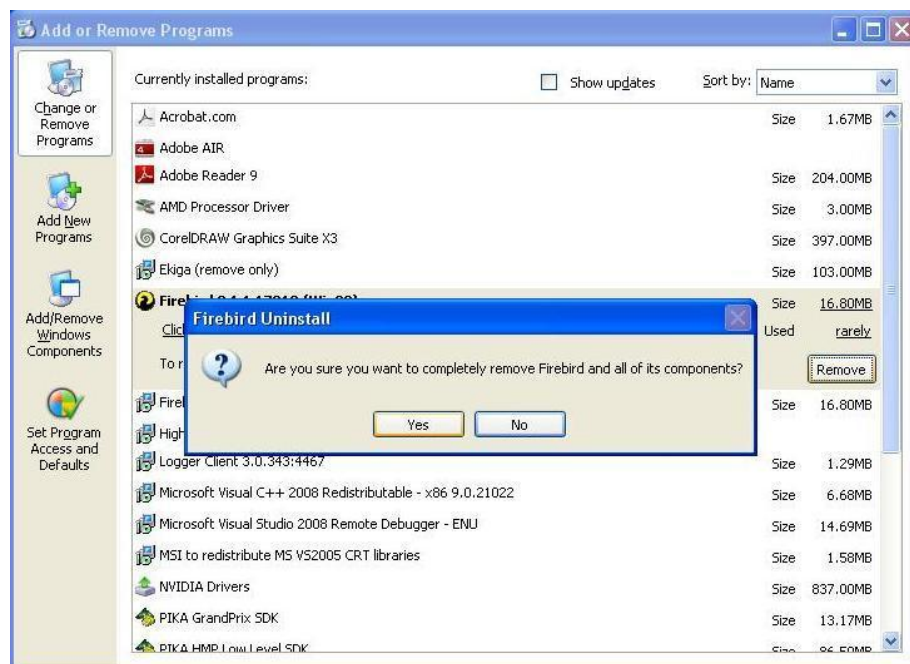 Add or Remove Programs
Change or
Remove
Programs
Add New
Programs
Add/Remove
Windows
Components
Set Program
Access and
Defaults
Currently installed programs:
Show updates
Sort by:
Name
Acrobat.com Size 1.67MB
Adobe AIR
Adobe Reader 9 Size 204.00MB
AMD Processor Driver Size 3.00MB
CorelDRAW Graphics Suite X3 Size 397.00MB
Ekiga (remove only) Size 103.00MB
Size 16.80MB
Used rarely
To r
Remove
Size 16.80MB
High
Logger Client 3.0.343:4467 Size 1.29MB
Microsoft Visual C++ 2008 Redistributable - x86 9.0.21022 Size 6.68MB
Microsoft Visual Studio 2008 Remote Debugger - ENU Size 14.69MB
MSI to redistribute MS VS2005 CRT libraries Size 1.58MB
NVIDIA Drivers Size 837.00MB
PIKA GrandPrix SDK Size 13.17MB
PIKA HMP Low Level SDK Size 86.50MB
Firebird Uninstall
Are you sure you want to completely remove Firebird and all of its components?
Yes
No